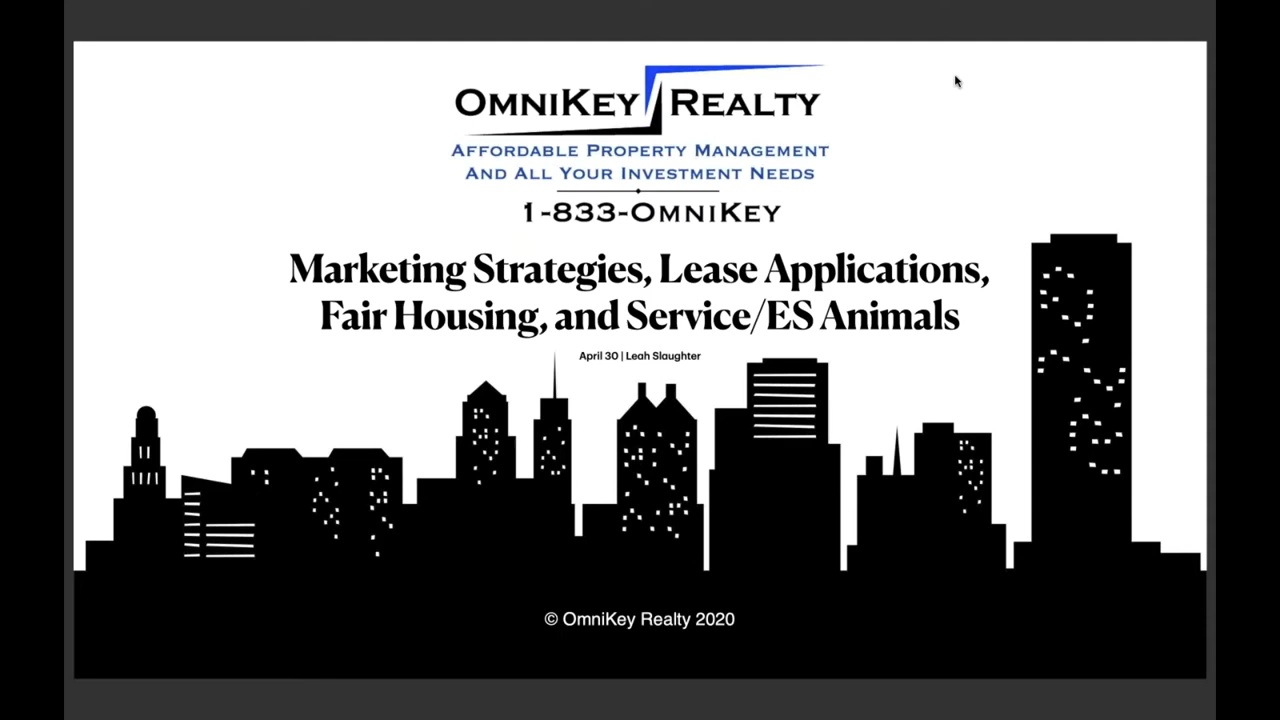 OMNIKEY REALTY
AFFORDABLE PROPERTY MANAGEMENT
AND ALL YOUR INVESTMENT NEEDS
1-833-OMNIKEY
Marketing Strategies, Lease Applications,
Fair Housing, and Service/ES Animals
April 30 | Leah Slaughter
© OmniKey Realty 2020